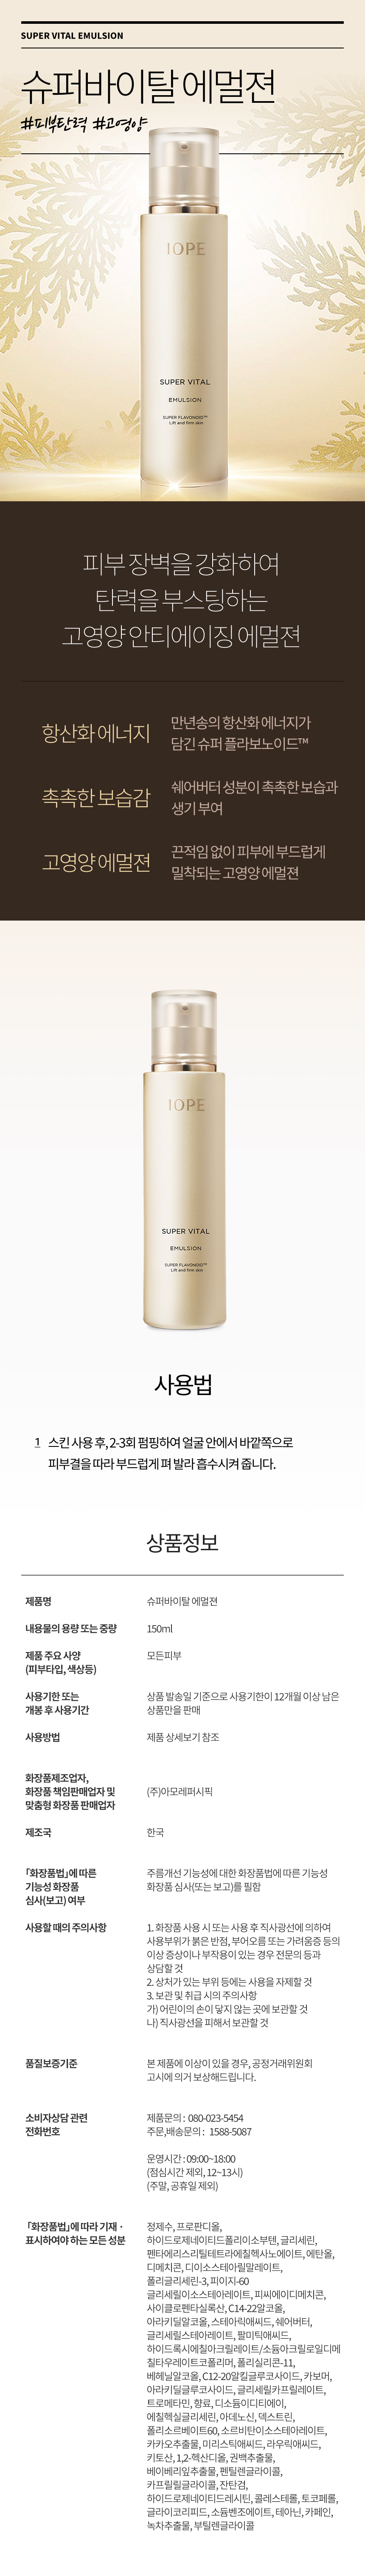 SUPER VITAL EMULSION
슈퍼바이탈 에멀젼
#피부탄력 #고영양
IOPE
SUPER VITAL
EMULSION
SUPER FLAVONOID™
Lift and firm skin
피부 장벽을 강화하여
탄력을 부스팅하는
고영양 안티에이징 에멀젼
항산화 에너지
만년송의 항산화 에너지가
담긴 슈퍼 플라보노이드™
촉촉한 보습감
쉐어버터 성분이 촉촉한 보습과
생기 부여
고영양 에멀젼
끈적임 없이 피부에 부드럽게
밀착되는 고영양 에멀젼
IOPE
SUPER VITAL
EMULSION
SUPER FLAVONOID™
Lift and firm skin
사용법
1 스킨 사용 후, 2-3회 펌핑하여 얼굴 안에서 바깥쪽으로
피부결을 따라 부드럽게 펴 발라 흡수시켜 줍니다.
상품정보
제품명
슈퍼바이탈 에멀젼
내용물의 용량 또는 중량
150ml
제품 주요 사양
(피부타입, 색상등)
모든피부
사용기한 또는
개봉 후 사용기간
상품 발송일 기준으로 사용기한이 12개월 이상 남은
상품만을 판매
사용방법
제품 상세보기 참조
화장품제조업자,
화장품 책임판매업자 및
맞춤형 화장품 판매업자
(주)아모레퍼시픽
제조국
한국
「화장품법」에 따른
기능성 화장품
심사(보고) 여부
주름개선 기능성에 대한 화장품법에 따른 기능성
화장품 심사(또는 보고)를 필함
사용할 때의 주의사항
1. 화장품 사용 시 또는 사용 후 직사광선에 의하여
사용부위가 붉은 반점, 부어오름 또는 가려움증 등의
이상 증상이나 부작용이 있는 경우 전문의 등과
상담할 것
2. 상처가 있는 부위 등에는 사용을 자제할 것
3. 보관 및 취급 시의 주의사항
가) 어린이의 손이 닿지 않는 곳에 보관할 것
나) 직사광선을 피해서 보관할 것
품질보증기준
본 제품에 이상이 있을 경우, 공정거래위원회
고시에 의거 보상해드립니다.
소비자상담 관련
전화번호
제품문의 : 080-023-5454
주문,배송문의 : 1588-5087
운영시간 : 09:00~18:00
(점심시간 제외, 12~13시)
(주말, 공휴일 제외)
「화장품법」에 따라 기재 ·
표시하여야 하는 모든 성분
정제수, 프로판디올,
하이드로제네이티드폴리이소부텐, 글리세린,
펜타에리스리틸테트라에칠헥사노에이트, 에탄올,
디메치콘, 디이소스테아릴말레이트,
폴리글리세린-3, 피이지-60
글리세릴이소스테아레이트, 피씨에이디메치콘,
사이클로펜타실록산, C14-22알코올,
아라키딜알코올, 스테아릭애씨드, 쉐어버터,
글리세릴스테아레이트, 팔미틱애씨드,
하이드록시에칠아크릴레이트/소듐아크릴로일디메
칠타우레이트코폴리머, 폴리실리콘-11,
베헤닐알코올, C12-20알킬글루코사이드, 카보머,
아라키딜글루코사이드, 글리세릴카프릴레이트,
트로메타민, 향료, 디소듐이디티에이,
에칠헥실글리세린, 아데노신, 덱스트린,
폴리소르베이트60, 소르비탄이소스테아레이트,
카카오추출물, 미리스틱애씨드, 라우릭애씨드,
키토산, 1,2-헥산디올, 권백추출물,
베이베리잎추출물, 펜틸렌글라이콜,
카프릴릴글라이콜, 잔탄검,
하이드로제네이티드레시틴, 콜레스테롤, 토코페롤,
글라이코리피드, 소듐벤조에이트, 테아닌, 카페인,
녹차추출물, 부틸렌글라이콜